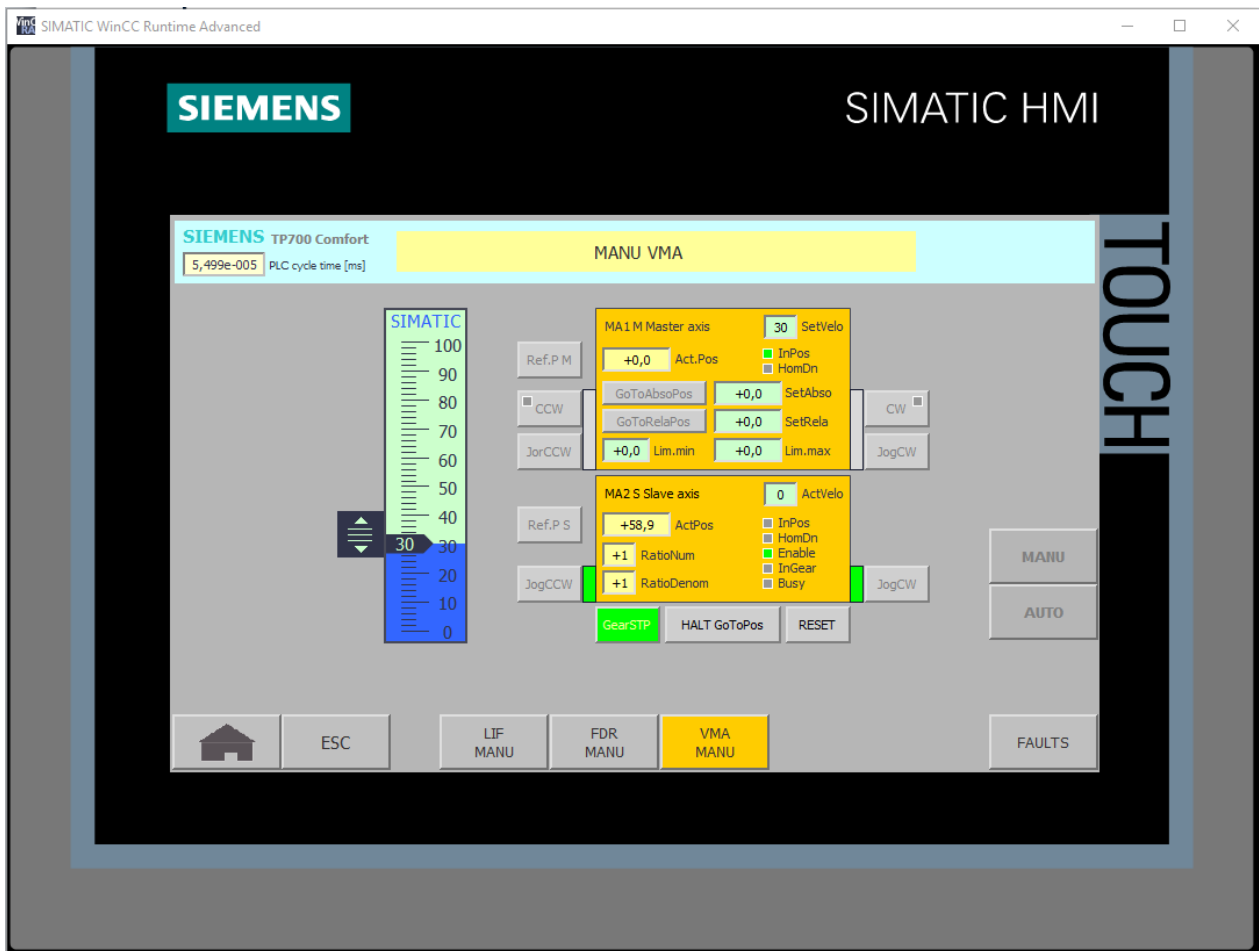 SIMATIC WinCC Runtime Advanced
SIEMENS
SIMATIC HMI
TOUCH
SIEMENS TP700 Comfort
5,499e-005 PLC cycle time [ms]
MANU VMA
SIMATIC
100
90
80
70
60
50
40
30
30
20
10
0
MA1 M Master axis 30 SetVelo
Ref.P M
+0,0 Act.Pos
InPos
HomDn
CCW
GoToAbsoPos +0,0 SetAbso
CW
GoToRelaPos +0,0 SetRela
JorCCW
+0,0 Lim.min +0,0 Lim.max
JogCW
MA2 S Slave axis 0 ActVelo
Ref.P S
+58,9 ActPos
InPos
HomDn
+1 RatioNum
Enable
InGear
JogCCW
+1 RatioDenom
Busy
JogCW
GearSTP HALT GoToPos RESET
MANU
AUTO
ESC
LIF
MANU
FDR
MANU
VMA
MANU
FAULTS